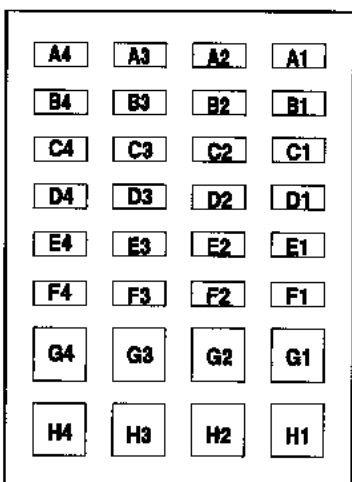 A4 A3 A2 A1
B4 B3 B2 B1
C4 C3 C2 C1
D4 D3 D2 D1
E4 E3 E2 E1
F4 F3 F2 F1
G4 G3 G2 G1
H4 H3 H2 H1